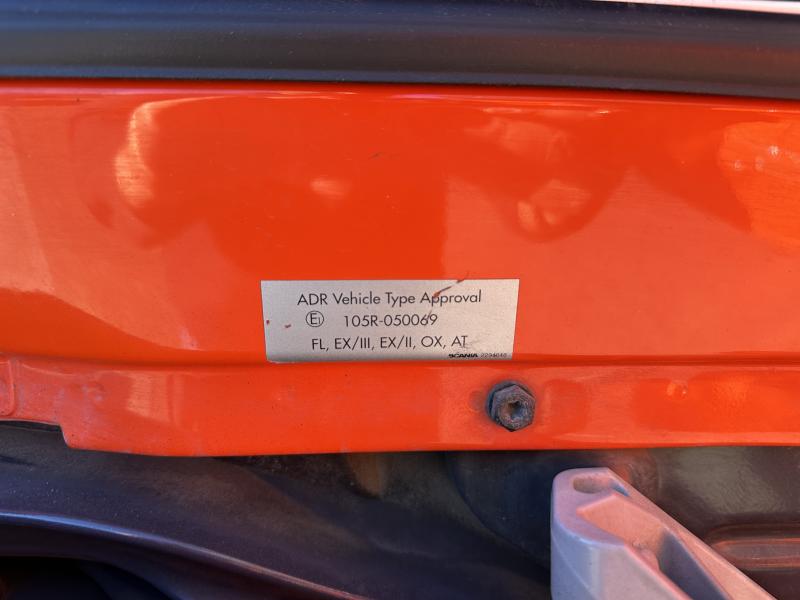 ADR Vehicle Type Approval
E1 105R-050069
FL, EX/III, EX/II, OX, AT
SCANIA